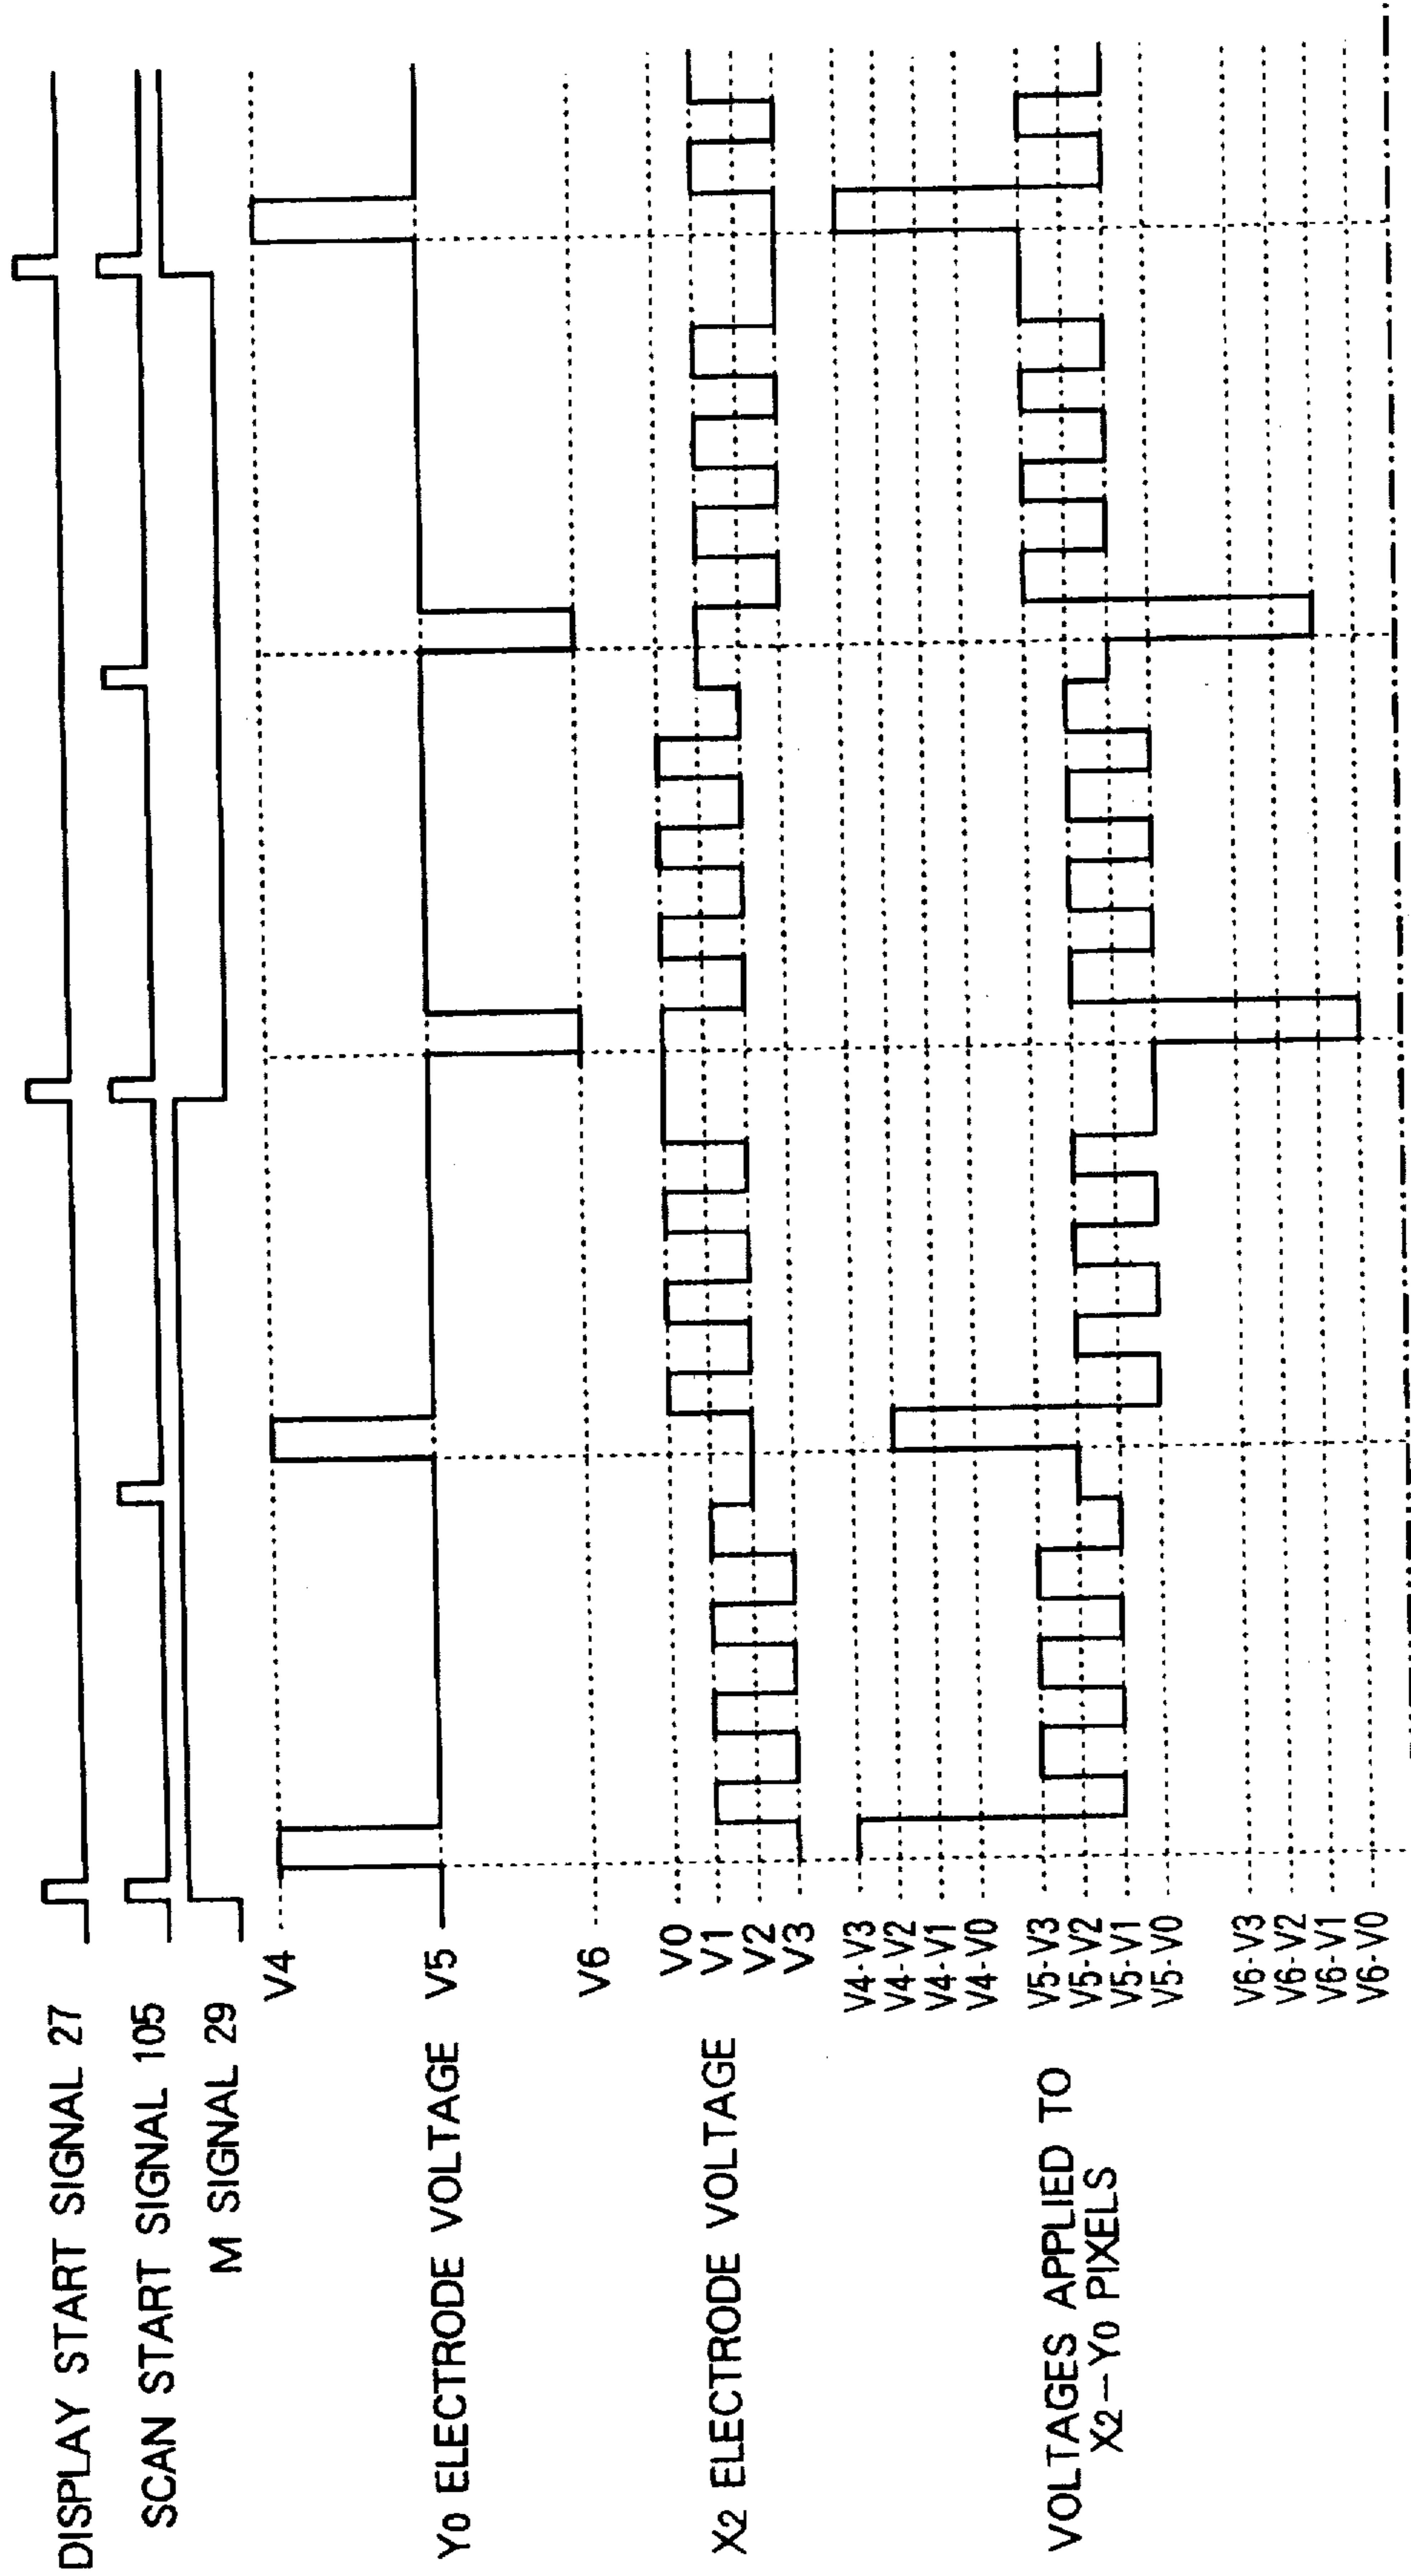 DISPLAY START SIGNAL 27
SCAN START SIGNAL 105
M SIGNAL 29
V4
Y0 ELECTRODE VOLTAGE V5
V6
V0
V1
X2 ELECTRODE VOLTAGE
V2
V3
V4-V3
V4-V2
V4-V1
V4-V0
VOLTAGES APPLIED TO
X2—Y0 PIXELS
V5-V3
V5-V2
V5-V1
V5-V0
V6-V3
V6-V2
V6-V1
V6-V0